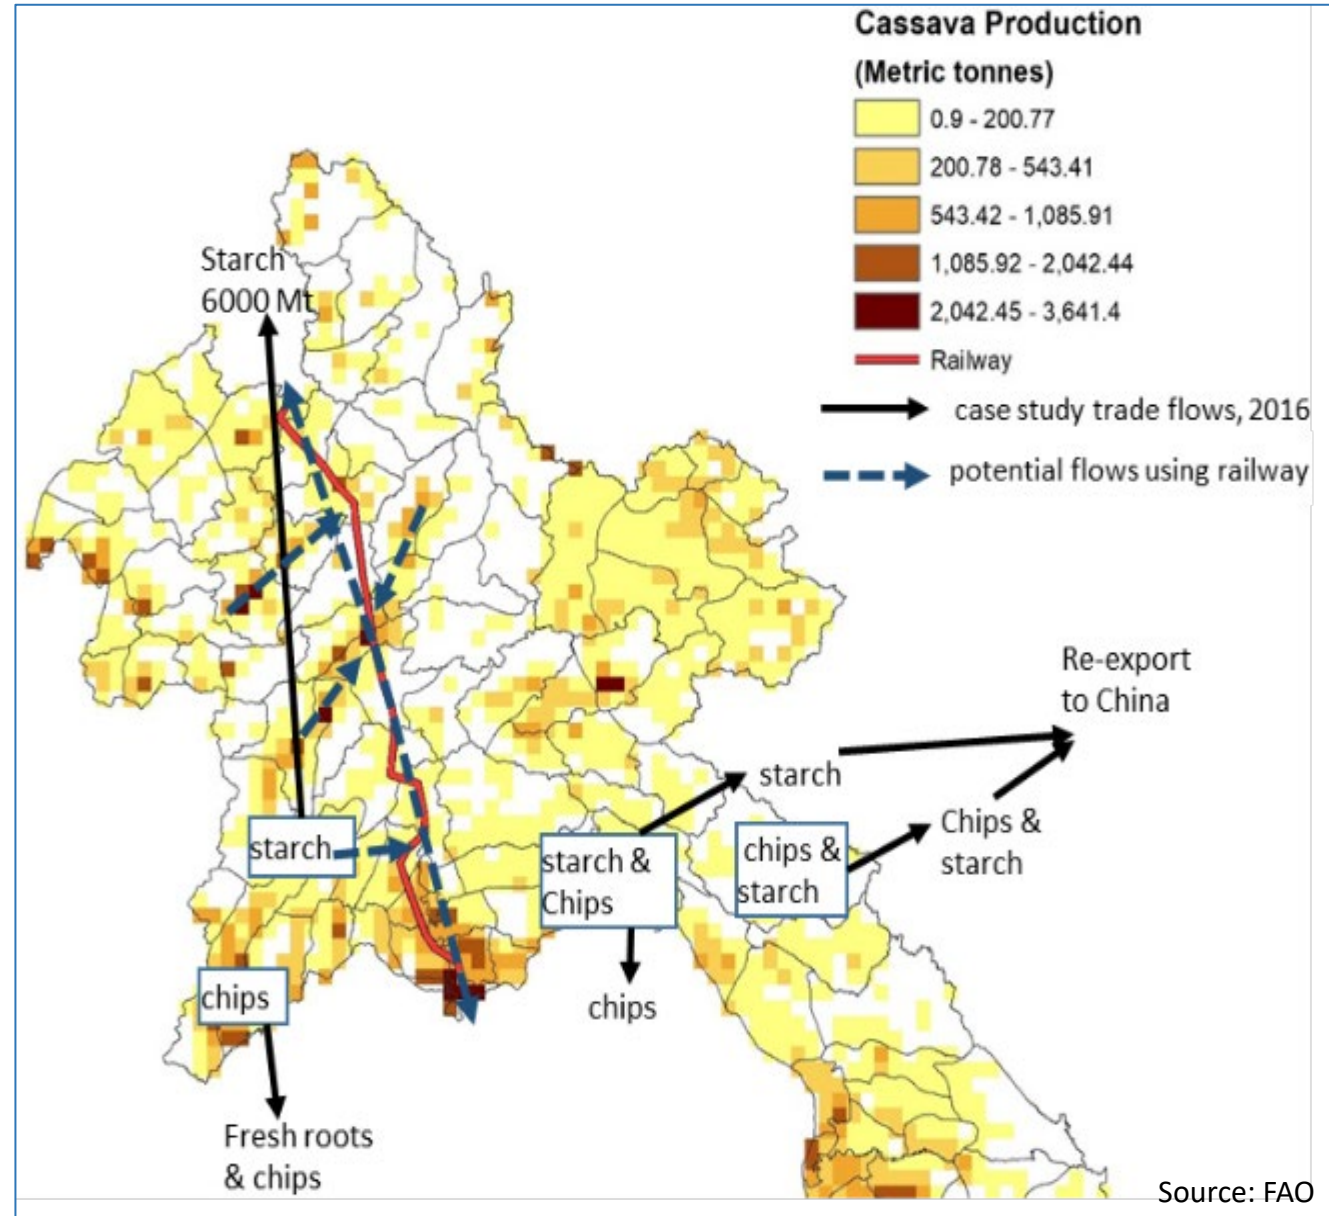 Cassava Production
(Metric tonnes)
0.9 - 200.77
200.78 - 543.41
543.42 - 1,085.91
1,085.92 - 2,042.44
2,042.45 - 3,641.4
Railway
case study trade flows, 2016
potential flows using railway
Starch
6000 Mt
Re-export
to China
starch
Chips &
starch
starch
starch &
Chips
chips &
starch
chips
chips
Fresh roots
& chips
Source: FAO